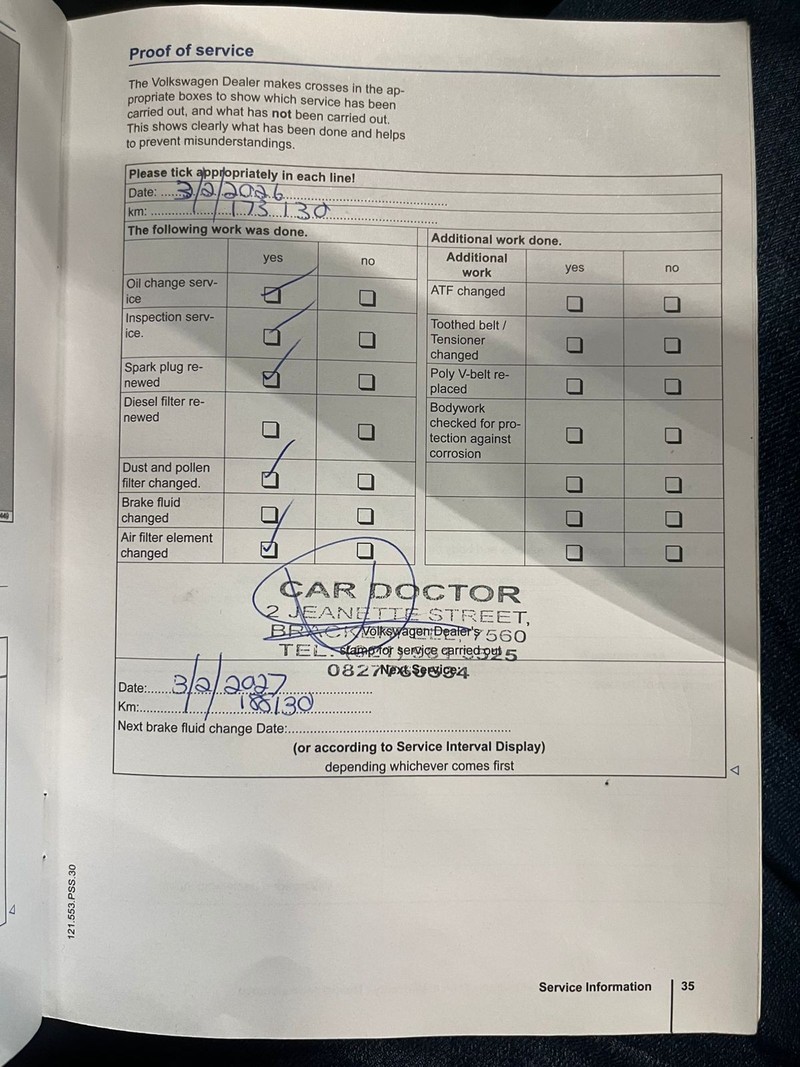 Proof of service
The Volkswagen Dealer makes crosses in the ap-
propriate boxes to show which service has been
carried out, and what has not been carried out.
This shows clearly what has been done and helps
to prevent misunderstandings.
Please tick appropriately in each line!
Date: 3/2/2026
km: 173 130
The following work was done.
yes no
Oil change serv-
ice
Inspection serv-
ice.
Spark plug re-
newed
Diesel filter re-
newed
Dust and pollen
filter changed.
Brake fluid
changed
Air filter element
changed
Additional work done.
Additional
work
yes no
ATF changed
Toothed belt /
Tensioner
changed
Poly V-belt re-
placed
Bodywork
checked for pro-
tection against
corrosion
CAR DOCTOR
2 JEANETTE STREET,
7560
Volkswagen Dealer's
TEL.
stamp for service carried out
Next Service:
Date: 3/2/2027
Km: 188130
Next brake fluid change Date:
(or according to Service Interval Display)
depending whichever comes first
121.553.PSS.30
Service Information 35